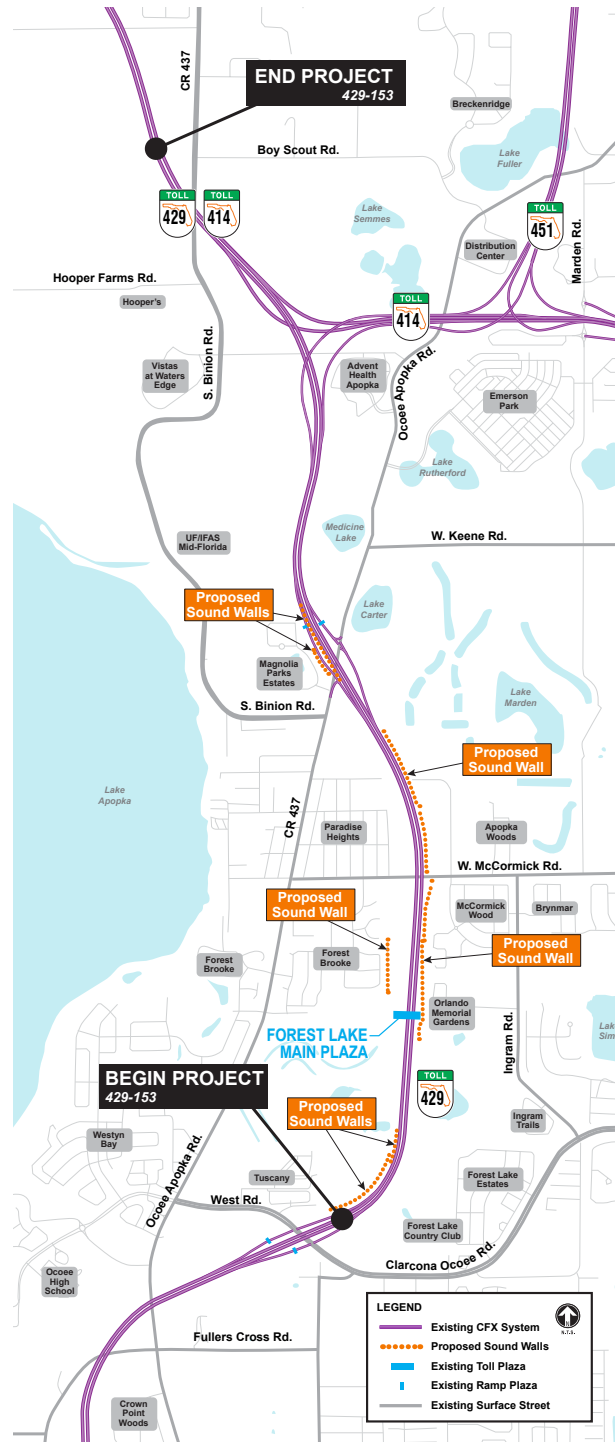 CR 437
END PROJECT
429-153
Breckenridge
Boy Scout Rd.
Lake
Fuller
TOLL
429
TOLL
414
Lake
Semmes
TOLL
451
Marden Rd.
Distribution
Center
Hooper Farms Rd.
Hooper's
TOLL
414
S. Binion Rd.
Vistas
at Waters
Edge
Advent
Health
Apopka
Ocoee Apopka Rd.
Emerson
Park
Lake
Rutherford
Medicine
Lake
W. Keene Rd.
UF/IFAS
Mid-Florida
Proposed
Sound Walls
Lake
Carter
Magnolia
Parks
Estates
Lake
Marden
S. Binion Rd.
Proposed
Sound Wall
Lake
Apopka
CR 437
Paradise
Heights
Apopka
Woods
W. McCormick Rd.
Proposed
Sound Wall
McCormick
Wood
Brynmar
Forest
Brooke
Forest
Brooke
Proposed
Sound Wall
Orlando
Memorial
Gardens
FOREST LAKE
MAIN PLAZA
Ingram Rd.
BEGIN PROJECT
429-153
TOLL
429
Proposed
Sound Walls
Ingram
Trails
Westyn
Bay
Ocoee Apopka Rd.
Tuscany
West Rd.
Forest Lake
Estates
Forest Lake
Country Club
Clarcona Ocoee Rd.
Ocoee
High
School
Fullers Cross Rd.
Crown
Point
Woods
LEGEND
N
N.T.S.
Existing CFX System
Proposed Sound Walls
Existing Toll Plaza
Existing Ramp Plaza
Existing Surface Street